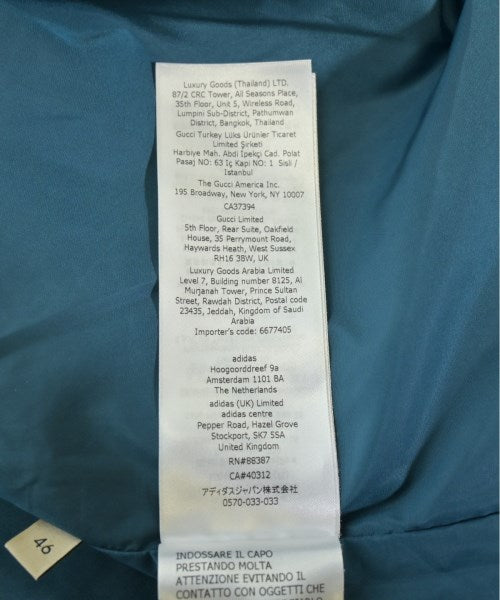 Luxury Goods (Thailand) LTD.
87/2 CRC Tower, All Seasons Place,
35th Floor, Unit 5, Wireless Road,
Lumpini Sub-District, Pathumwan
District, Bangkok, Thailand
Gucci Turkey Lüks Ürünler Ticaret
Limited Şirketi
Harbiye Mah. Abdi İpekçi Cad. Polat
Pasaj NO: 63 İç Kapi NO: 1 Sisli /
Istanbul
The Gucci America Inc.
195 Broadway, New York, NY 10007
CA37394
Gucci Limited
5th Floor, Rear Suite, Oakfield
House, 35 Perrymount Road,
Haywards Heath, West Sussex
RH16 3BW, UK
Luxury Goods Arabia Limited
Level 7, Building number 8125, Al
Murjanah Tower, Prince Sultan
Street, Rawdah District, Postal code
23435, Jeddah, Kingdom of Saudi
Arabia
Importer's code: 6677405
adidas
Hoogoorddreef 9a
Amsterdam 1101 BA
The Netherlands
adidas (UK) Limited
adidas centre
Pepper Road, Hazel Grove
Stockport, SK7 5SA
United Kingdom
RN#88387
CA#40312
アディダスジャパン株式会社
0570-033-033
46
INDOSSARE IL CAPO
PRESTANDO MOLTA
ATTENZIONE EVITANDO IL
CONTATTO CON OGGETTI CHE